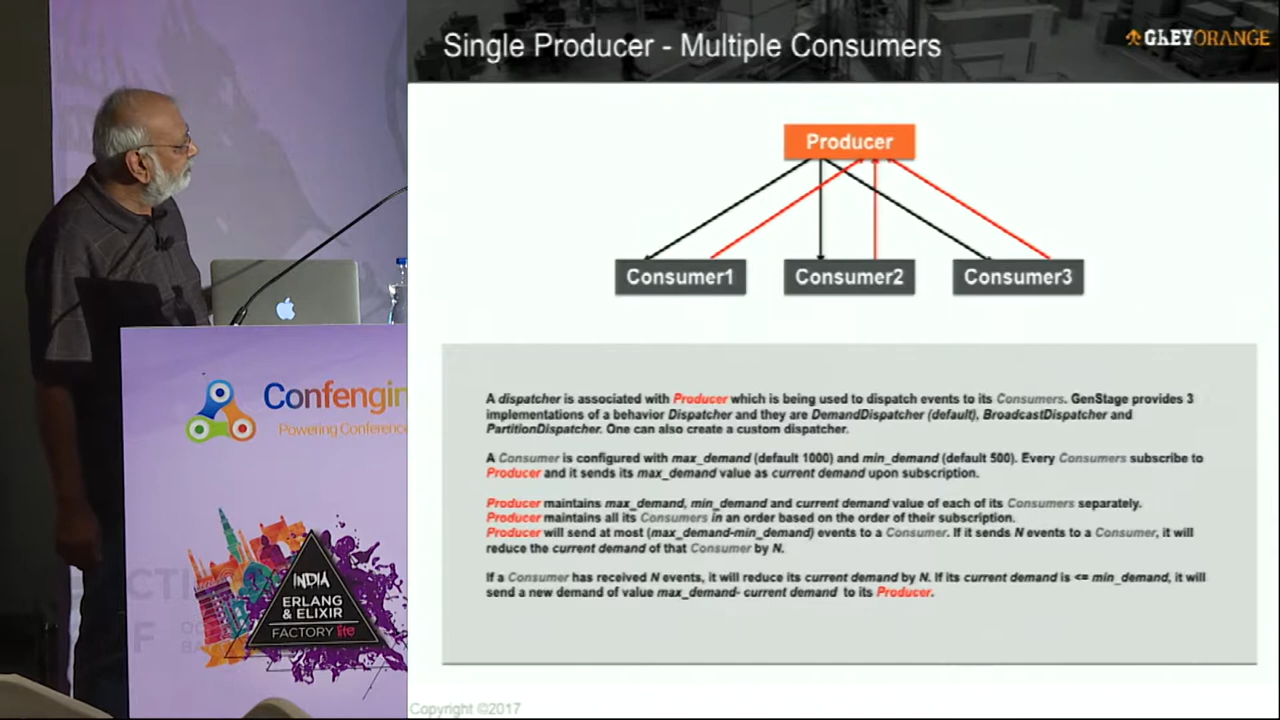 Single Producer - Multiple Consumers
GREYORANGE
Producer
Consumer1
Consumer2
Consumer3
A dispatcher is associated with Producer which is being used to dispatch events to its Consumers. GenStage provides 3
implementations of a behavior Dispatcher and they are DemandDispatcher (default), BroadcastDispatcher and
PartitionDispatcher. One can also create a custom dispatcher.
A Consumer is configured with max_demand (default 1000) and min_demand (default 500). Every Consumers subscribe to
Producer and it sends its max_demand value as current demand upon subscription.
Producer maintains max_demand, min_demand and current demand value of each of its Consumers separately.
Producer maintains all its Consumers in an order based on the order of their subscription.
Producer will send at most (max_demand-min_demand) events to a Consumer. If it sends N events to a Consumer, it will
reduce the current demand of that Consumer by N.
If a Consumer has received N events, it will reduce its current demand by N. If its current demand is <= min_demand, it will
send a new demand of value max_demand- current demand to its Producer.
Copyright ©2017
Confengin
Powering Conference
INDIA
ERLANG
& ELIXIR
FACTORY lite